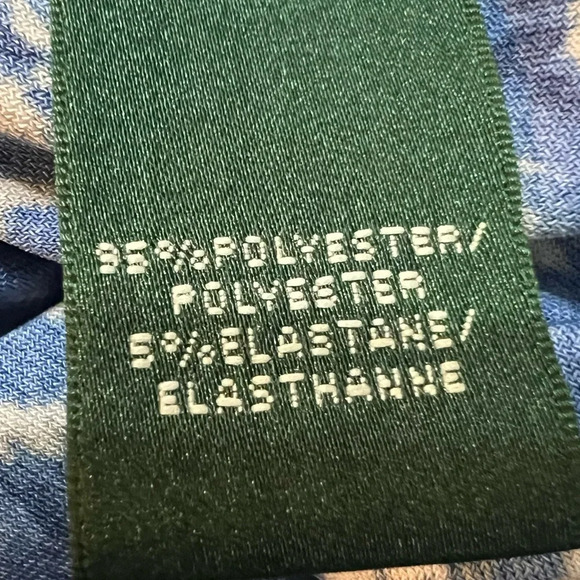 95%POLYESTER/
POLYESTER
5%ELASTANE/
ELASTHANNE